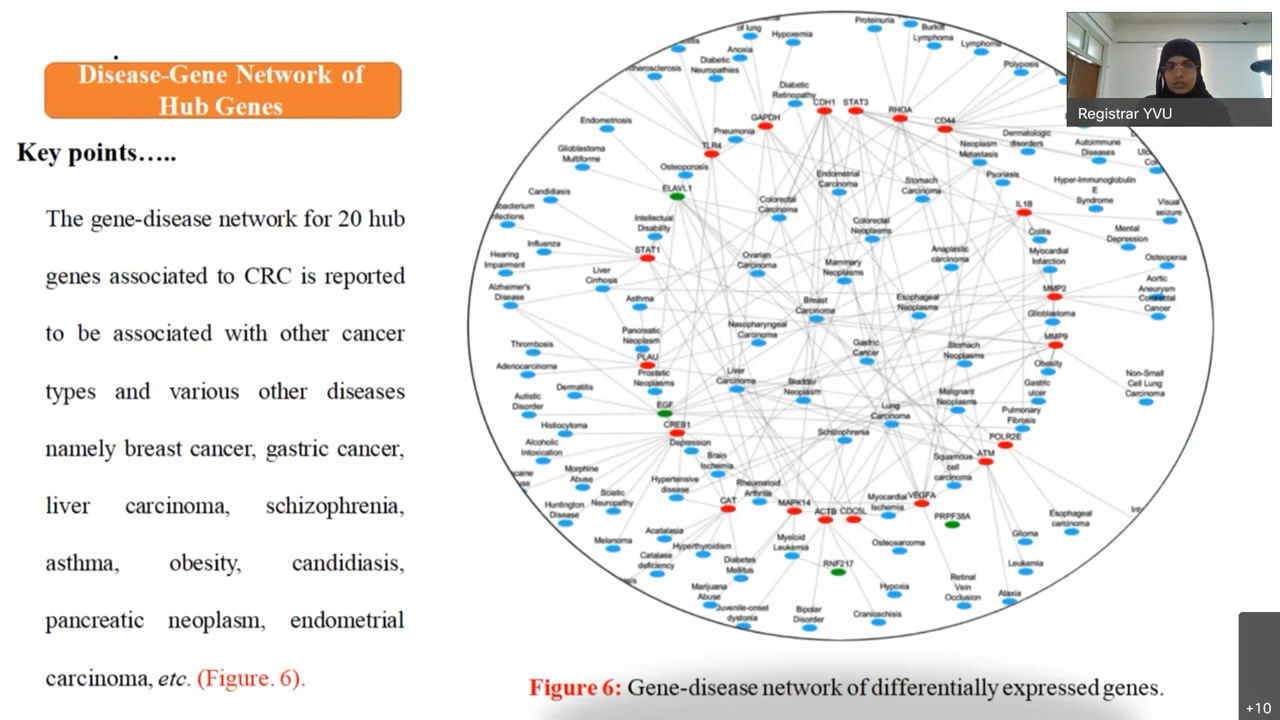 Disease-Gene Network of
Hub Genes
Key points.....
The gene-disease network for 20 hub
genes associated to CRC is reported
to be associated with other cancer
types and various other diseases
namely breast cancer, gastric cancer,
liver carcinoma, schizophrenia,
asthma, obesity, candidiasis,
pancreatic neoplasm, endometrial
carcinoma, etc. (Figure. 6).
of lung
Hypoxemia
Proteinuria
Burkitt
Lymphoma
Lymphoma
Anoxia
Diabetic
Neuropathies
Polyposis
Diabetic
Retinopathy
CDH1
STAT3
RHOA
GAPDH
CD44
Endometriosis
Pneumonia
TLR4
Neoplasm
Metastasis
Dermatologic
disorders
Autoimmune
Diseases
Glioblastoma
Multiforme
Osteoporosis
Endometrial
Carcinoma
Stomach
Carcinoma
Psoriasis
Hyper-Immunoglobulin
E
Syndrome
Candidiasis
ELAVL1
Colorectal
Carcinoma
IL1B
Visual
seizure
Intellectual
Disability
Colorectal
Neoplasms
Colitis
Mental
Depression
Influenza
STAT1
Hearing
Impairment
Ovarian
Carcinoma
Mammary
Neoplasms
Anaplastic
carcinoma
Myocardial
Infarction
Osteopenia
Liver
Cirrhosis
Alzheimer's
Disease
Asthma
Breast
Carcinoma
Esophageal
Neoplasms
MMP2
Aortic
Aneurysm
Colorectal
Cancer
Glioblastoma
Pancreatic
Neoplasm
Nasopharyngeal
Carcinoma
Gastric
Cancer
Stomach
Neoplasms
MMP9
Thrombosis
PLAU
Obesity
Adenocarcinoma
Prostatic
Neoplasms
Liver
Carcinoma
Bladder
Neoplasm
Malignant
Neoplasms
Gastric
ulcer
Non-Small
Cell Lung
Carcinoma
Dermatitis
Autistic
Disorder
EGF
Lung
Carcinoma
Pulmonary
Fibrosis
Histiocytoma
CREB1
Schizophrenia
POLR2E
Alcoholic
Intoxication
Depression
Brain
Ischemia
Squamous
cell
carcinoma
ATM
Morphine
Abuse
Hypertensive
disease
Rheumatoid
Arthritis
Huntington
Disease
Sciatic
Neuropathy
CAT
MAPK14
ACTB
CDC5L
Myocardial
Ischemia
VEGFA
PRPF38A
Esophageal
carcinoma
Melanoma
Acatalasia
Catalase
deficiency
Hyperthyroidism
Myeloid
Leukemia
Osteosarcoma
Glioma
Diabetes
Mellitus
RNF217
Leukemia
Marijuana
Abuse
Hypoxia
Retinal
Vein
Occlusion
Ataxia
Juvenile-onset
dystonia
Bipolar
Disorder
Cranioschisis
Figure 6: Gene-disease network of differentially expressed genes.
Registrar YVU
+10